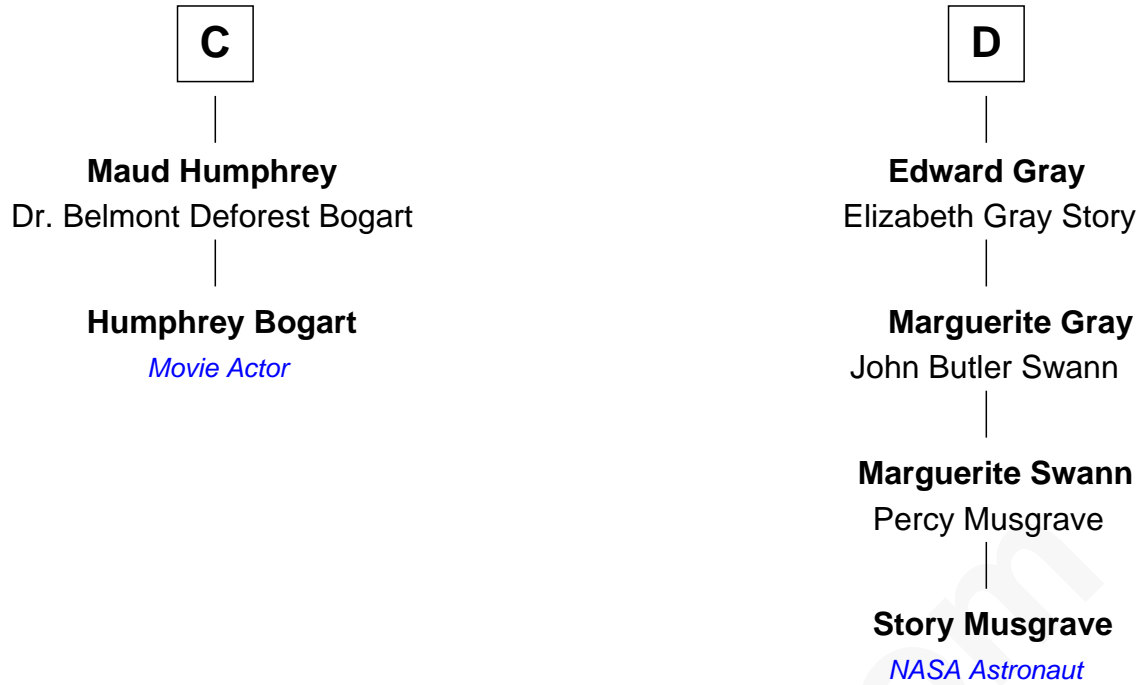 C
Maud Humphrey
Dr. Belmont Deforest Bogart
Humphrey Bogart
Movie Actor
D
Edward Gray
Elizabeth Gray Story
Marguerite Gray
John Butler Swann
Marguerite Swann
Percy Musgrave
Story Musgrave
NASA Astronaut